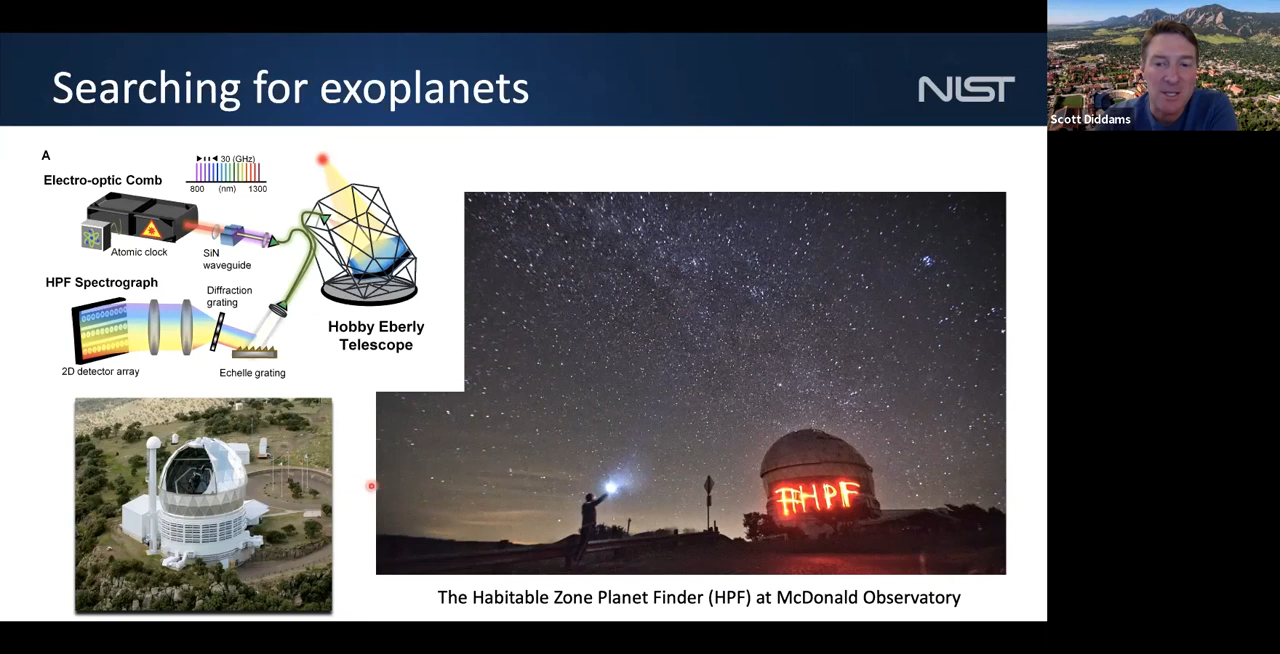 Searching for exoplanets
NIST
Scott Diddams
A
Electro-optic Comb
30 (GHz)
800 (nm) 1300
Atomic clock
SiN
waveguide
HPF Spectrograph
Diffraction
grating
Hobby Eberly
Telescope
2D detector array
Echelle grating
#HPF
The Habitable Zone Planet Finder (HPF) at McDonald Observatory